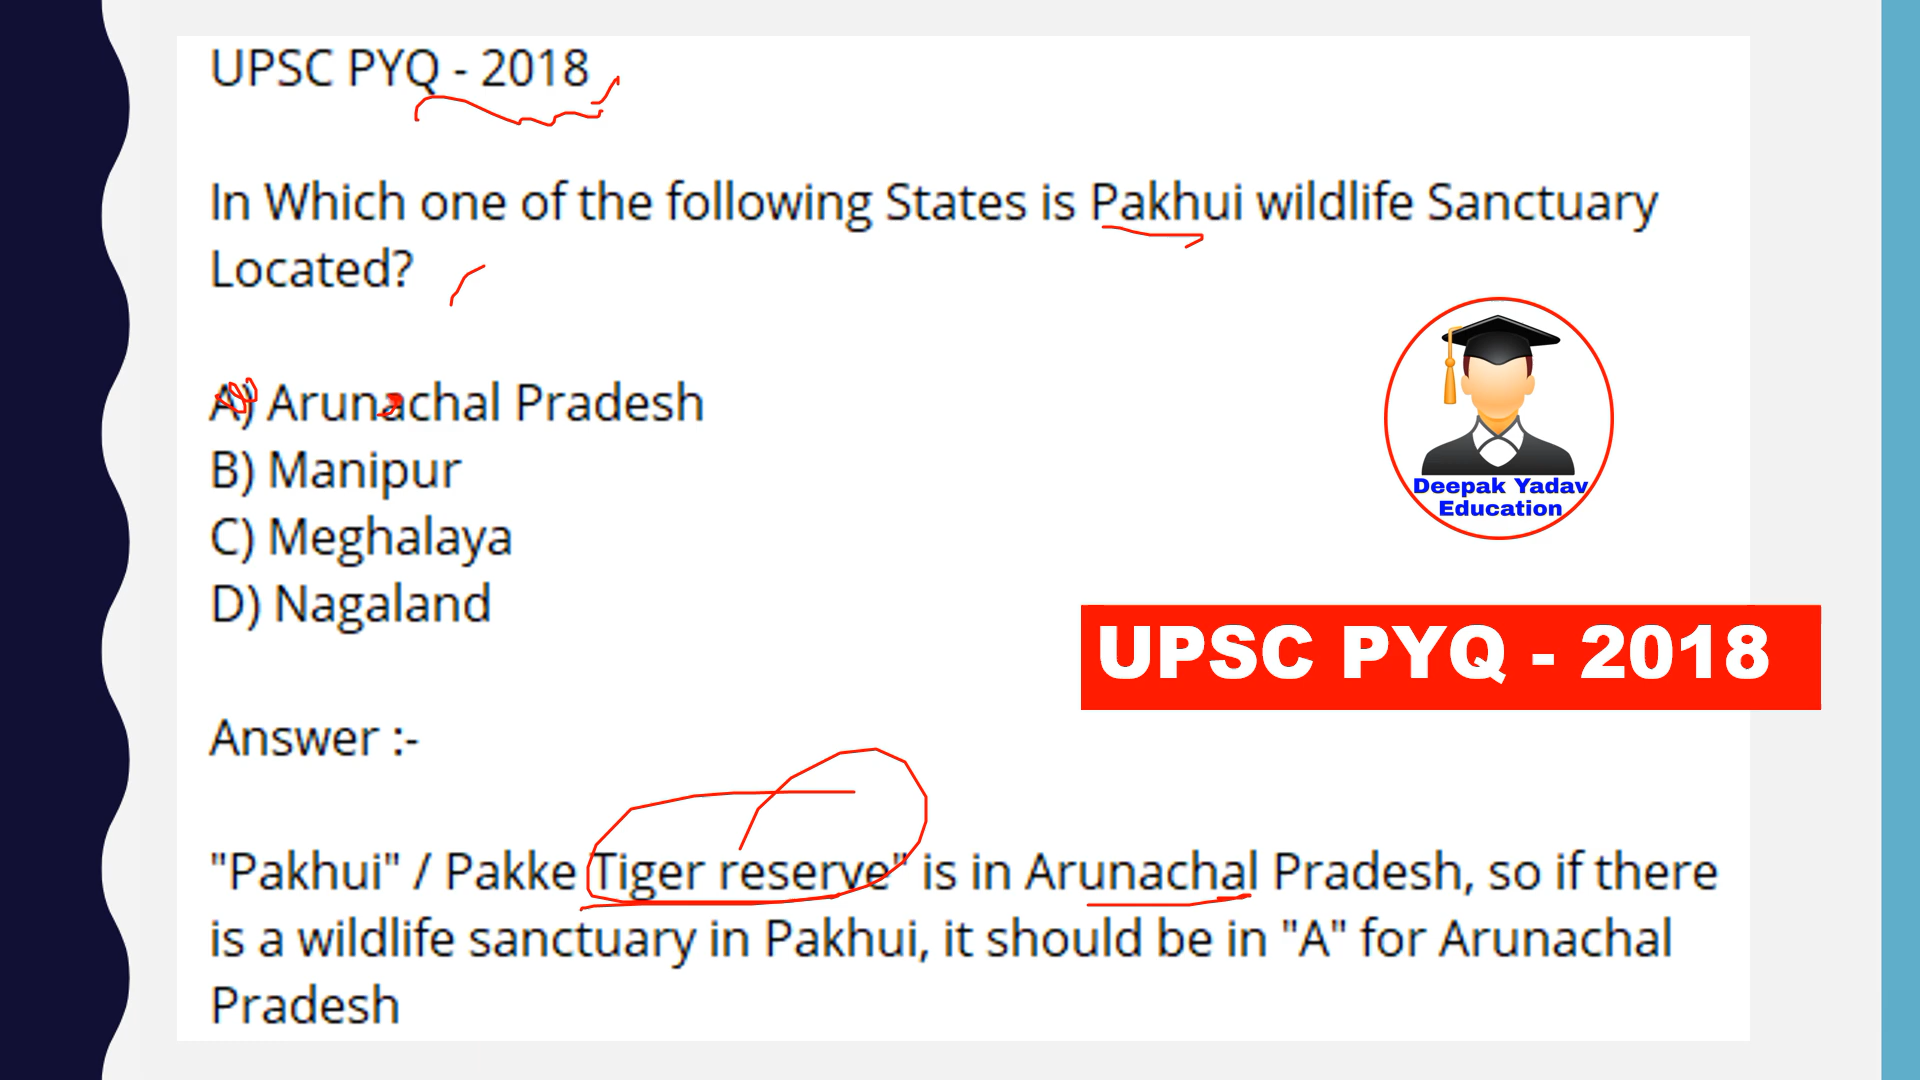 UPSC PYQ - 2018
In Which one of the following States is Pakhui wildlife Sanctuary
Located?
A) Arunachal Pradesh
B) Manipur
C) Meghalaya
D) Nagaland
Deepak Yadav
Education
UPSC PYQ - 2018
Answer :-
"Pakhui" / Pakke Tiger reserve" is in Arunachal Pradesh, so if there
is a wildlife sanctuary in Pakhui, it should be in "A" for Arunachal
Pradesh